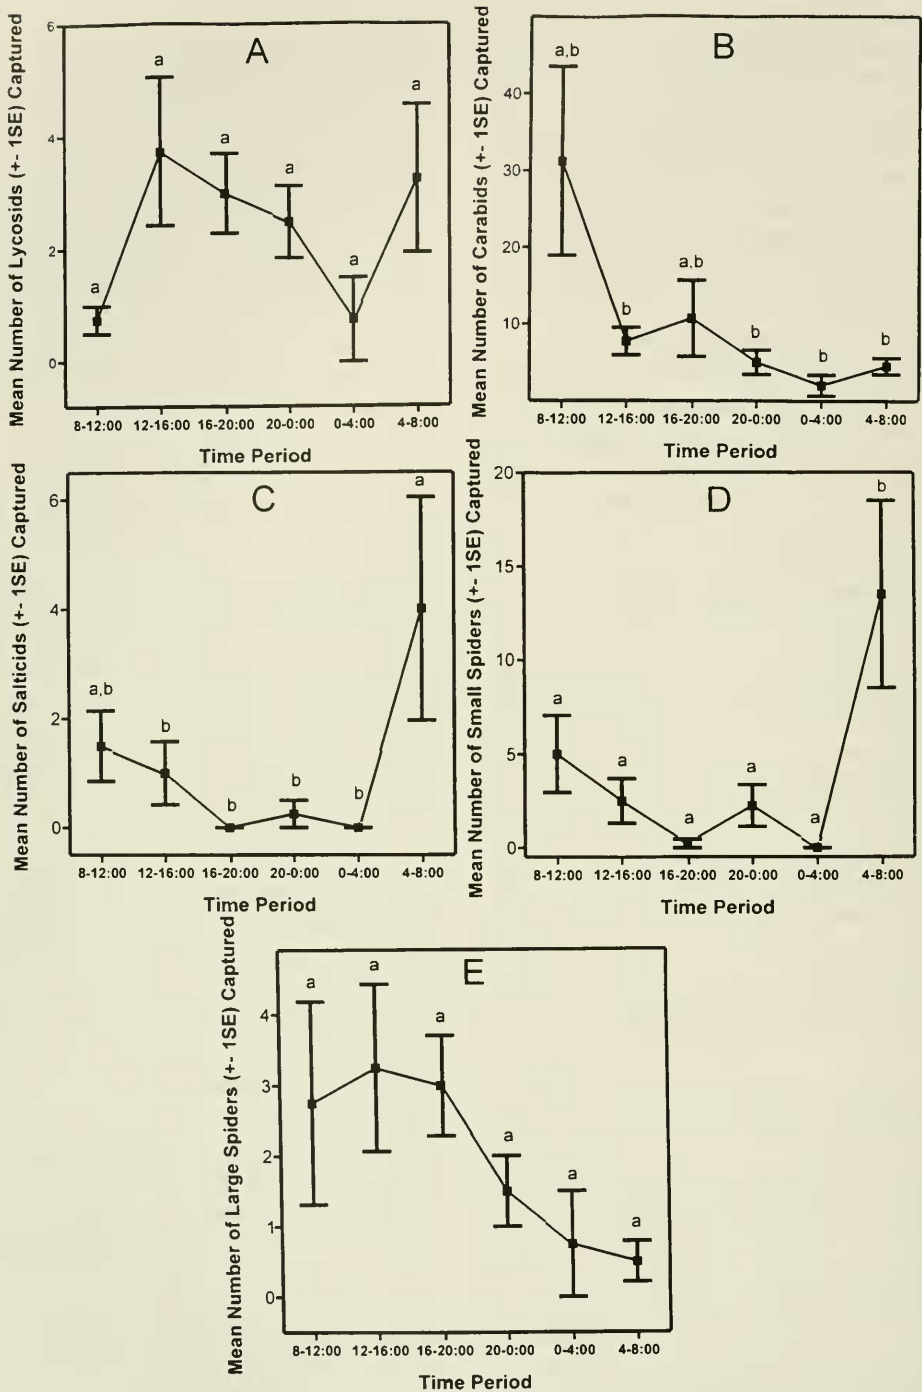 Mean Number of Lycosids (+- 1SE) Captured
6
4
2
0
A
a
a
a
a
a
a
8-12:00 12-16:00 16-20:00 20-0:00 0-4:00 4-8:00
Time Period
Mean Number of Carabids (+- 1SE) Captured
40
30
20
10
B
a,b
b
a,b
b
b
b
8-12:00 12-16:00 16-20:00 20-0:00 0-4:00 4-8:00
Time Period
Mean Number of Salticids (+- 1SE) Captured
6
4
2
0
C
a,b
b
b
b
b
a
8-12:00 12-16:00 16-20:00 20-0:00 0-4:00 4-8:00
Time Period
Mean Number of Small Spiders (+- 1SE) Captured
20
15
10
5
0
D
a
a
a
a
a
b
8-12:00 12-16:00 16-20:00 20-0:00 0-4:00 4-8:00
Time Period
Mean Number of Large Spiders (+- 1SE) Captured
4
3
2
1
0
E
a
a
a
a
a
a
8-12:00 12-16:00 16-20:00 20-0:00 0-4:00 4-8:00
Time Period